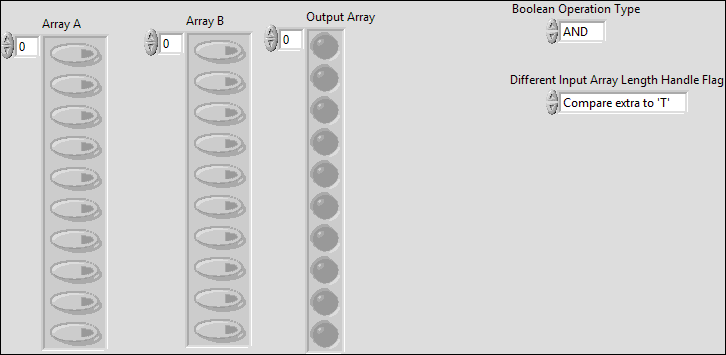 Array A
0
Array B
0
Output Array
0
Boolean Operation Type
AND
Different Input Array Length Handle Flag
Compare extra to 'T'